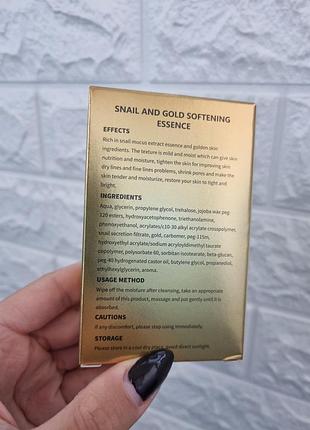 SNAIL AND GOLD SOFTENING
ESSENCE
EFFECTS
Rich in snail mucus extract essence and golden skin
ingredients. The texture is mild and moist which can give skin
nutrition and moisture, tighten the skin for improving skin
dry lines and fine lines problems, shrink pores and make the
skin tender and moisturize, restore your skin to tight and
bright,
INGREDIENTS
Aqua, glycerin, propylene glycol, trehalose, jojoba wax peg-
120 esters, hydroxyacetophenone, triethanolamine,
phenoxyethanol, acrylates/c10-30 alkyl acrylate crosspolymer,
snail secretion filtrate, gold, carbomer, peg-115m,
hydroxyethyl acrylate/sodium acryloyldimethyl taurate
copolymer, polysorbate 60, sorbitan isostearate, beta-glucan,
peg-40 hydrogenated castor oil, butylene glycol, propanediol,
ethylhexylglycerin, aroma.
USAGE METHOD
Wipe off the moisture after cleansing, take an appropriate
amount of this product, massage and pat gently until it is
absorbed.
CAUTIONS
If any discomfort, please stop using immediately.
STORAGE
Please store in a cool dry place, avoid direct sunlight.